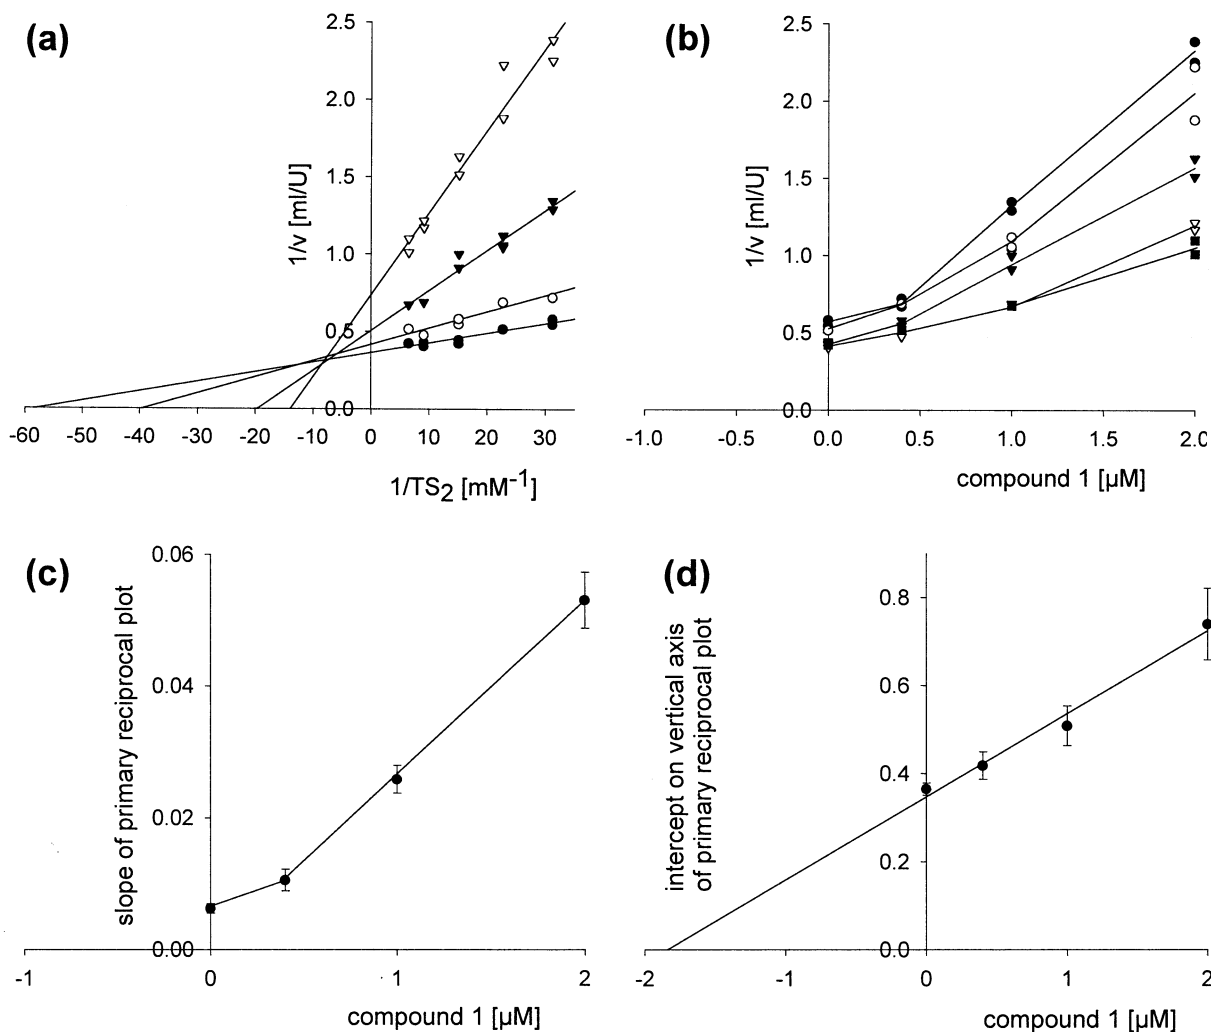 (a)
2.5
2.0
1.5
1.0
0.5
0.0
1/v [ml/U]
-60 -50 -40 -30 -20 -10 0 10 20 30
1/TS2 [mM-1]
(b)
2.5
2.0
1.5
1.0
0.5
0.0
1/v [ml/U]
-1.0 -0.5 0.0 0.5 1.0 1.5 2.0
compound 1 [µM]
(c)
0.06
0.04
0.02
0.00
slope of primary reciprocal plot
-1 0 1 2
compound 1 [µM]
(d)
0.8
0.6
0.4
0.2
0.0
intercept on vertical axis
of primary reciprocal plot
-2 -1 0 1 2
compound 1 [µM]